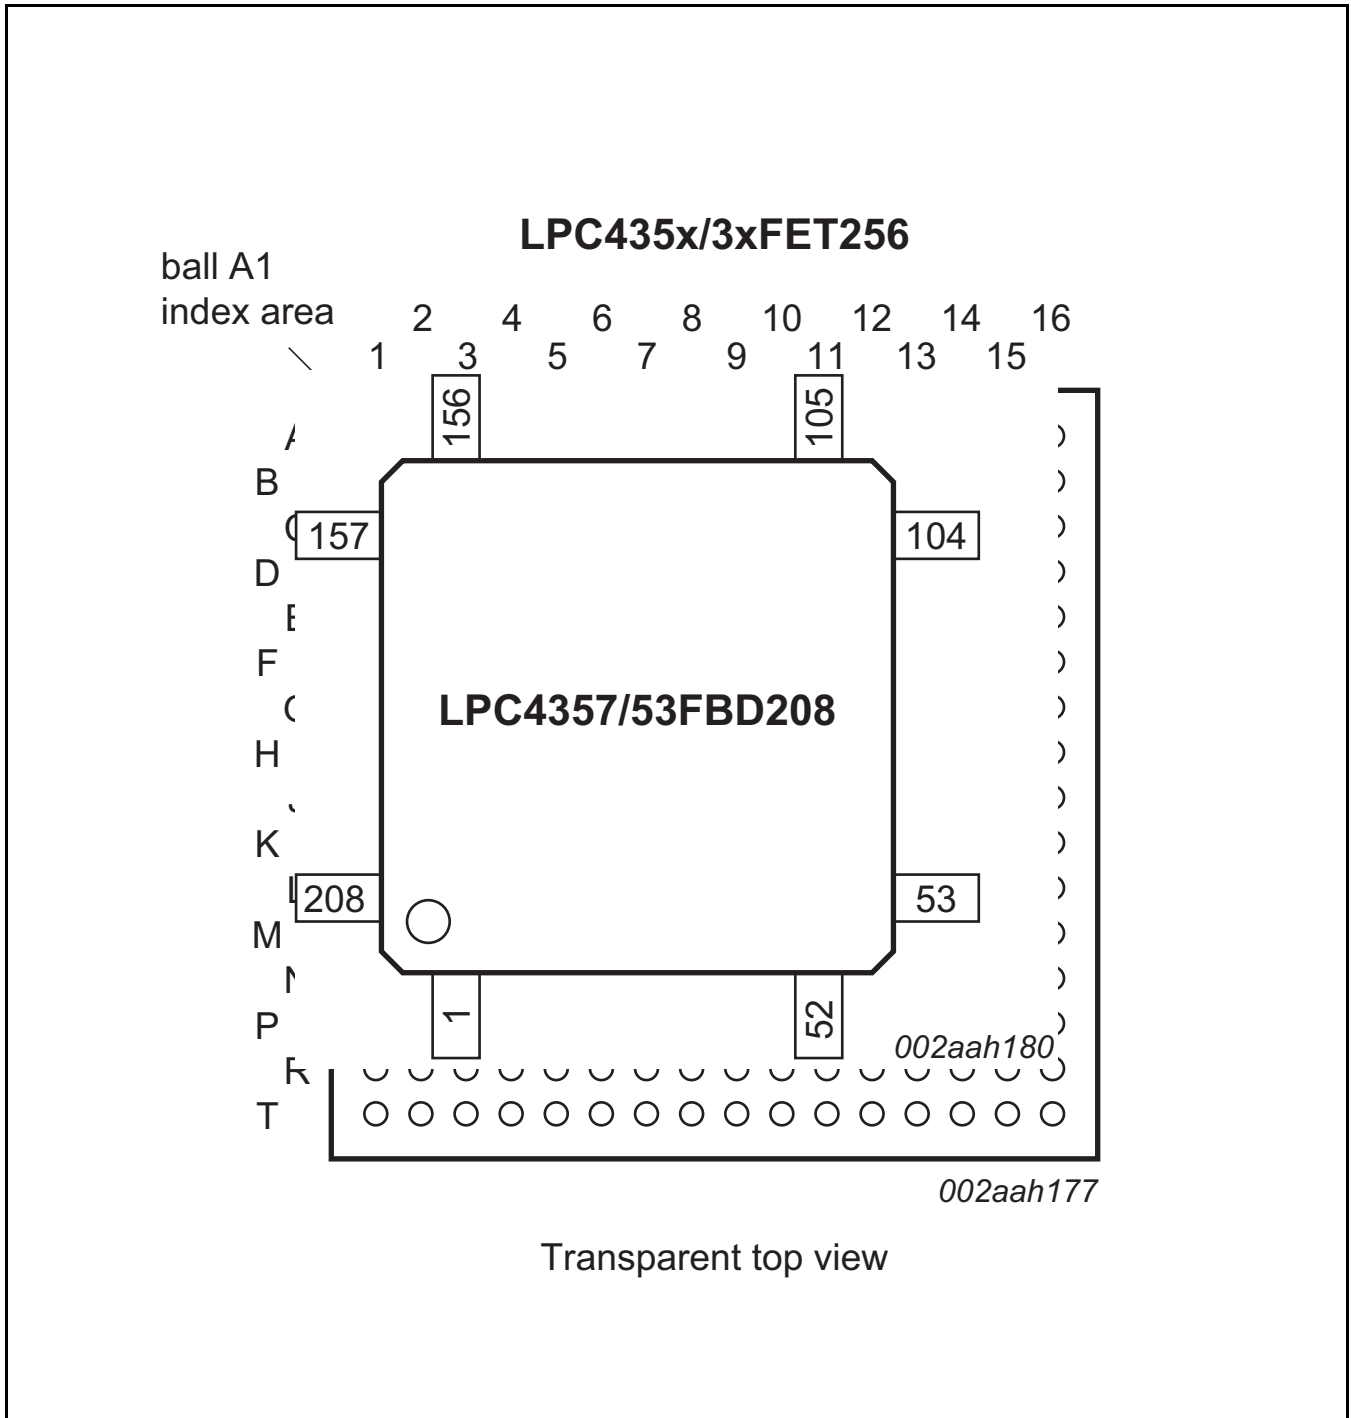 LPC435x/3xFET256
ball A1
index area
2 4 6 8 10 12 14 16
1 3 5 7 9 11 13 15
156 105
B
157 104
D
F
LPC4357/53FBD208
H
K
208 53
M
P
1 52
002aah180
T
002aah177
Transparent top view